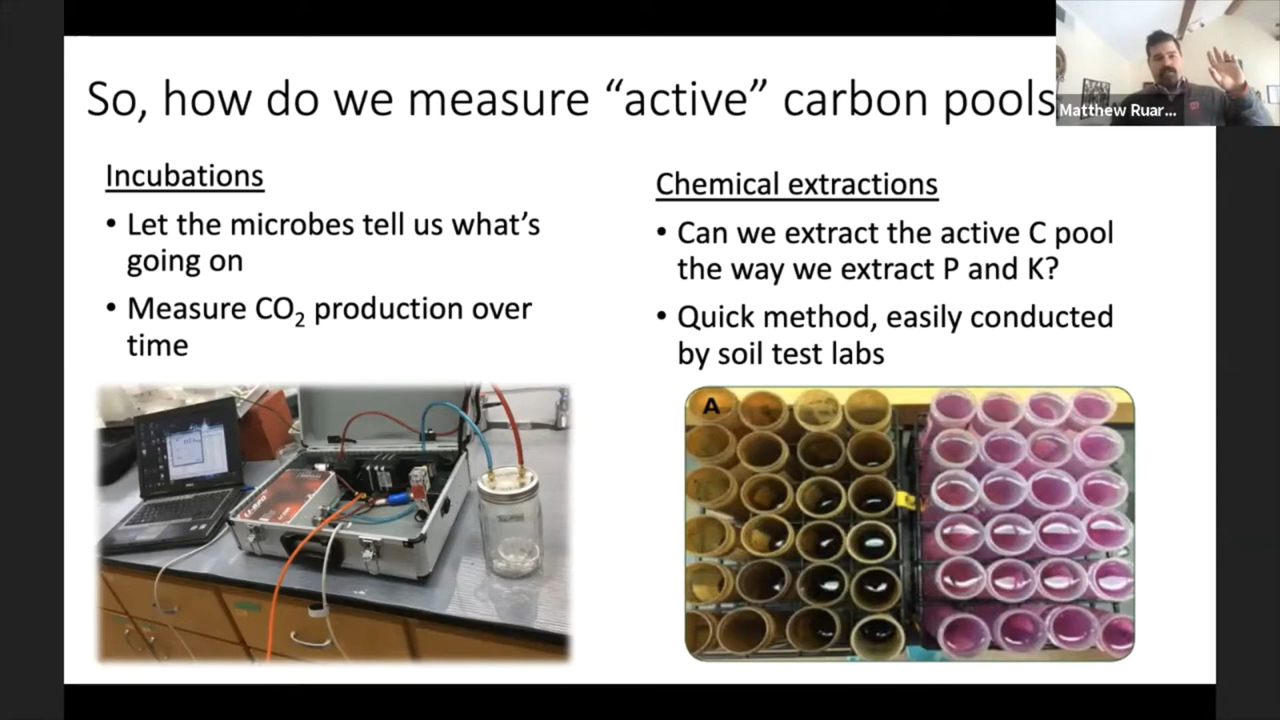 So, how do we measure “active” carbon pools
Matthew Ruar...
Incubations
• Let the microbes tell us what’s
going on
• Measure CO₂ production over
time
Chemical extractions
• Can we extract the active C pool
the way we extract P and K?
• Quick method, easily conducted
by soil test labs
A